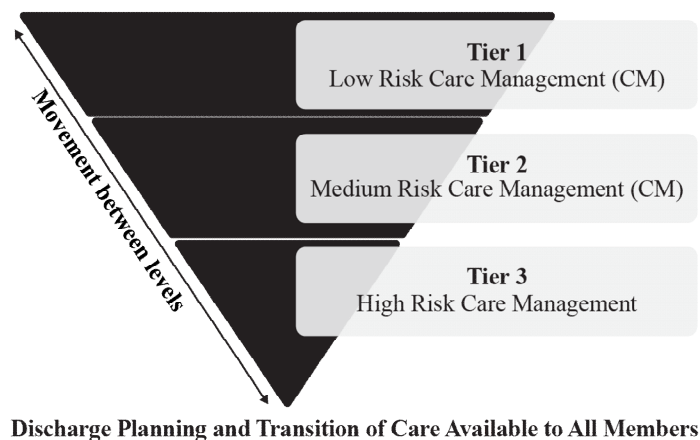 Tier 1
Low Risk Care Management (CM)
Movement between levels
Tier 2
Medium Risk Care Management (CM)
Tier 3
High Risk Care Management
Discharge Planning and Transition of Care Available to All Members